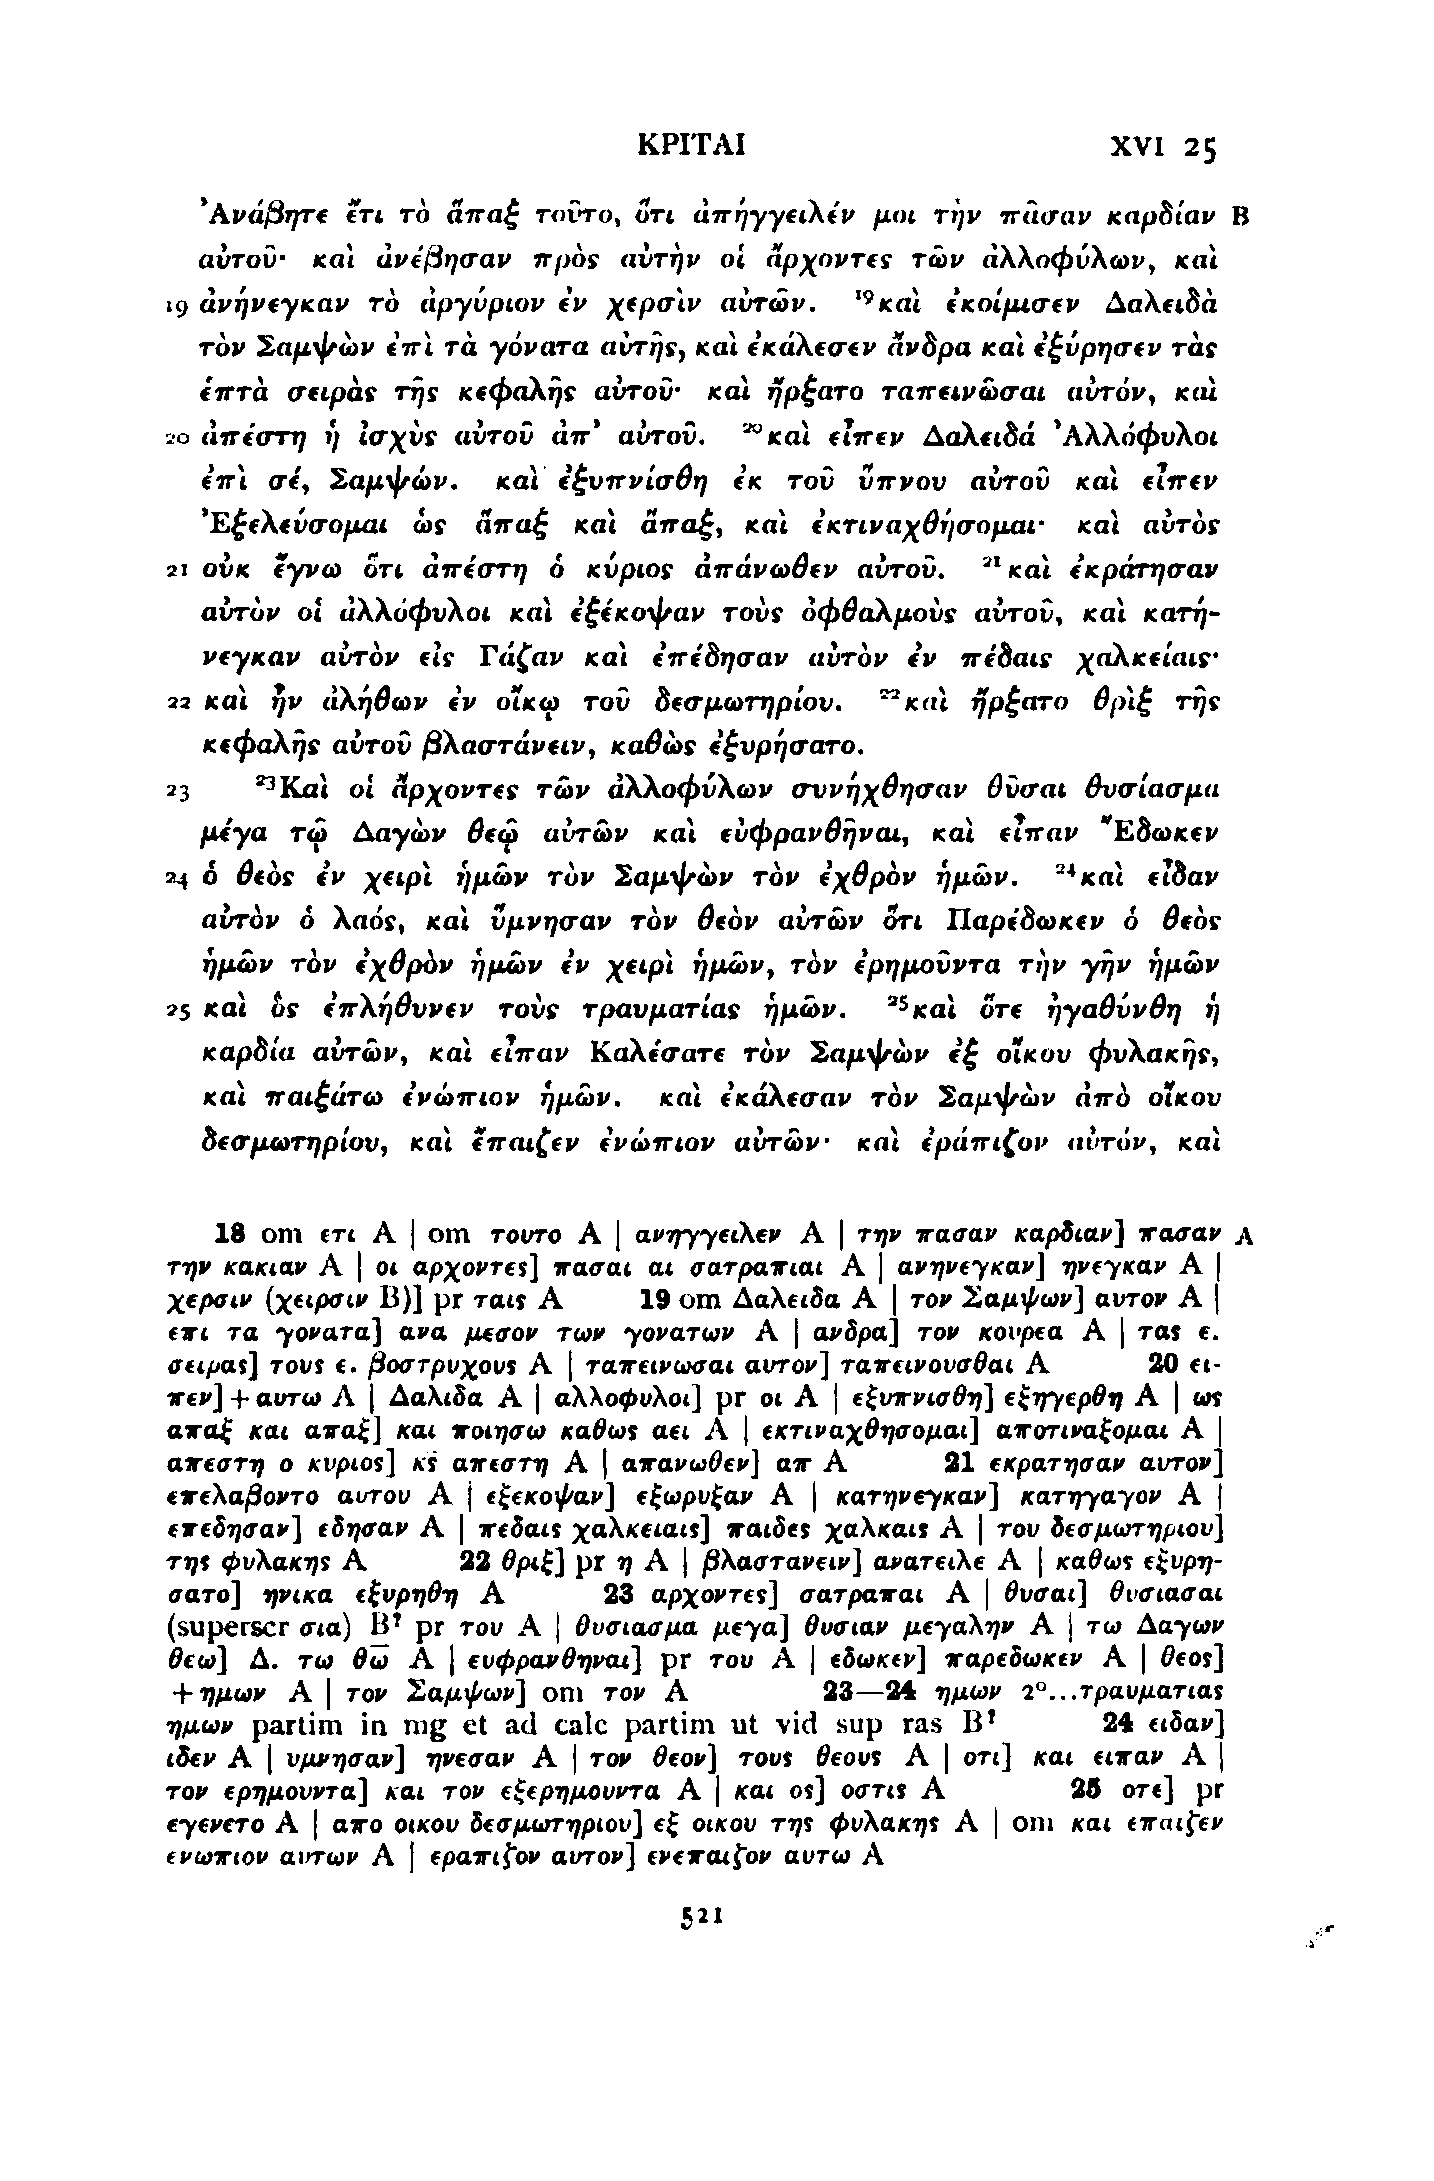 ΚΡΙΤΑΙ XVI 25
Ἀνάβητε ἔτι τὸ ἅπαξ τοῦτο, ὅτι ἀπήγγειλέν μοι τὴν πᾶσαν καρδίαν B
αὐτοῦ· καὶ ἀνέβησαν πρὸς αὐτὴν οἱ ἄρχοντες τῶν ἀλλοφύλων, καὶ
19 ἀνήνεγκαν τὸ ἀργύριον ἐν χερσὶν αὐτῶν. ¹⁹καὶ ἐκοίμισεν Δαλειδὰ
τὸν Σαμψὼν ἐπὶ τὰ γόνατα αὐτῆς, καὶ ἐκάλεσεν ἄνδρα καὶ ἐξύρησεν τὰς
ἑπτὰ σειρὰς τῆς κεφαλῆς αὐτοῦ· καὶ ἤρξατο ταπεινῶσαι αὐτόν, καὶ
20 ἀπέστη ἡ ἰσχὺς αὐτοῦ ἀπ’ αὐτοῦ. ²⁰καὶ εἶπεν Δαλειδά Ἀλλόφυλοι
ἐπὶ σέ, Σαμψών. καὶ ἐξυπνίσθη ἐκ τοῦ ὕπνου αὐτοῦ καὶ εἶπεν
Ἐξελεύσομαι ὡς ἅπαξ καὶ ἅπαξ, καὶ ἐκτιναχθήσομαι· καὶ αὐτὸς
21 οὐκ ἔγνω ὅτι ἀπέστη ὁ κύριος ἀπάνωθεν αὐτοῦ. ²¹καὶ ἐκράτησαν
αὐτὸν οἱ ἀλλόφυλοι καὶ ἐξέκοψαν τοὺς ὀφθαλμοὺς αὐτοῦ, καὶ κατή-
νεγκαν αὐτὸν εἰς Γάζαν καὶ ἐπέδησαν αὐτὸν ἐν πέδαις χαλκείαις·
22 καὶ ἦν ἀλήθων ἐν οἴκῳ τοῦ δεσμωτηρίου. ²²καὶ ἤρξατο θρὶξ τῆς
κεφαλῆς αὐτοῦ βλαστάνειν, καθὼς ἐξυρήσατο.
23 ²³Καὶ οἱ ἄρχοντες τῶν ἀλλοφύλων συνήχθησαν θῦσαι θυσίασμα
μέγα τῷ Δαγὼν θεῷ αὐτῶν καὶ εὐφρανθῆναι, καὶ εἶπαν Ἔδωκεν
24 ὁ θεὸς ἐν χειρὶ ἡμῶν τὸν Σαμψὼν τὸν ἐχθρὸν ἡμῶν. ²⁴καὶ εἶδαν
αὐτὸν ὁ λαός, καὶ ὕμνησαν τὸν θεὸν αὐτῶν ὅτι Παρέδωκεν ὁ θεὸς
ἡμῶν τὸν ἐχθρὸν ἡμῶν ἐν χειρὶ ἡμῶν, τὸν ἐρημοῦντα τὴν γῆν ἡμῶν
25 καὶ ὃς ἐπλήθυνεν τοὺς τραυματίας ἡμῶν. ²⁵καὶ ὅτε ἠγαθύνθη ἡ
καρδία αὐτῶν, καὶ εἶπαν Καλέσατε τὸν Σαμψὼν ἐξ οἴκου φυλακῆς,
καὶ παιξάτω ἐνώπιον ἡμῶν. καὶ ἐκάλεσαν τὸν Σαμψὼν ἀπὸ οἴκου
δεσμωτηρίου, καὶ ἔπαιζεν ἐνώπιον αὐτῶν· καὶ ἐράπιζον αὐτόν, καὶ
18 om ετι A | om τουτο A | ανηγγειλεν A | την πασαν καρδιαν] πασαν A
την κακιαν A | οι αρχοντες] πασαι αι σατραπιαι A | ανηνεγκαν] ηνεγκαν A |
χερσιν (χειρσιν B)] pr ταις A 19 om Δαλειδα A | τον Σαμψων] αυτον A |
επι τα γονατα] ανα μεσον των γονατων A | ανδρα] τον κουρεα A | τας ε.
σειρας] τους ε. βοστρυχους A | ταπεινωσαι αυτον] ταπεινουσθαι A 20 ει-
πεν] + αυτω A | Δαλιδα A | αλλοφυλοι] pr οι A | εξυπνισθη] εξηγερθη A | ως
απαξ και απαξ] και ποιησω καθως αει A | εκτιναχθησομαι] αποτιναξομαι A |
απεστη ο κυριος] κ̅ς̅ απεστη A | απανωθεν] απ A 21 εκρατησαν αυτον]
επελαβοντο αυτου A | εξεκοψαν] εξωρυξαν A | κατηνεγκαν] κατηγαγον A |
επεδησαν] εδησαν A | πεδαις χαλκειαις] παιδες χαλκαις A | του δεσμωτηριου]
της φυλακης A 22 θριξ] pr η A | βλαστανειν] ανατειλε A | καθως εξυρη-
σατο] ηνικα εξυρηθη A 23 αρχοντες] σατραπαι A | θυσαι] θυσιασαι
(superscr σια) B¹ pr του A | θυσιασμα μεγα] θυσιαν μεγαλην A | τω Δαγων
θεω] Δ. τω θ̅ω̅ A | ευφρανθηναι] pr του A | εδωκεν] παρεδωκεν A | θεος]
+ ημων A | τον Σαμψων] om τον A 23—24 ημων 2°...τραυματιας
ημων partim in mg et ad calc partim ut vid sup ras B¹ 24 ειδαν]
ιδεν A | υμνησαν] ηνεσαν A | τον θεον] τους θεους A | οτι] και ειπαν A |
τον ερημουντα] και τον εξερημουντα A | και ος] οστις A 25 οτε] pr
εγενετο A | απο οικου δεσμωτηριου] εξ οικου της φυλακης A | om και επαιζεν
ενωπιον αυτων A | εραπιζον αυτον] ενεπαιζον αυτω A
521